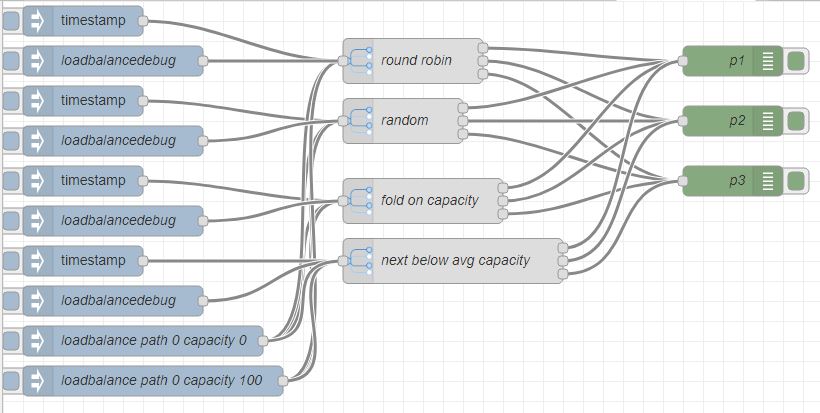 timestamp
loadbalancedebug
timestamp
loadbalancedebug
timestamp
loadbalancedebug
timestamp
loadbalancedebug
loadbalance path 0 capacity 0
loadbalance path 0 capacity 100
round robin
random
fold on capacity
next below avg capacity
p1
p2
p3